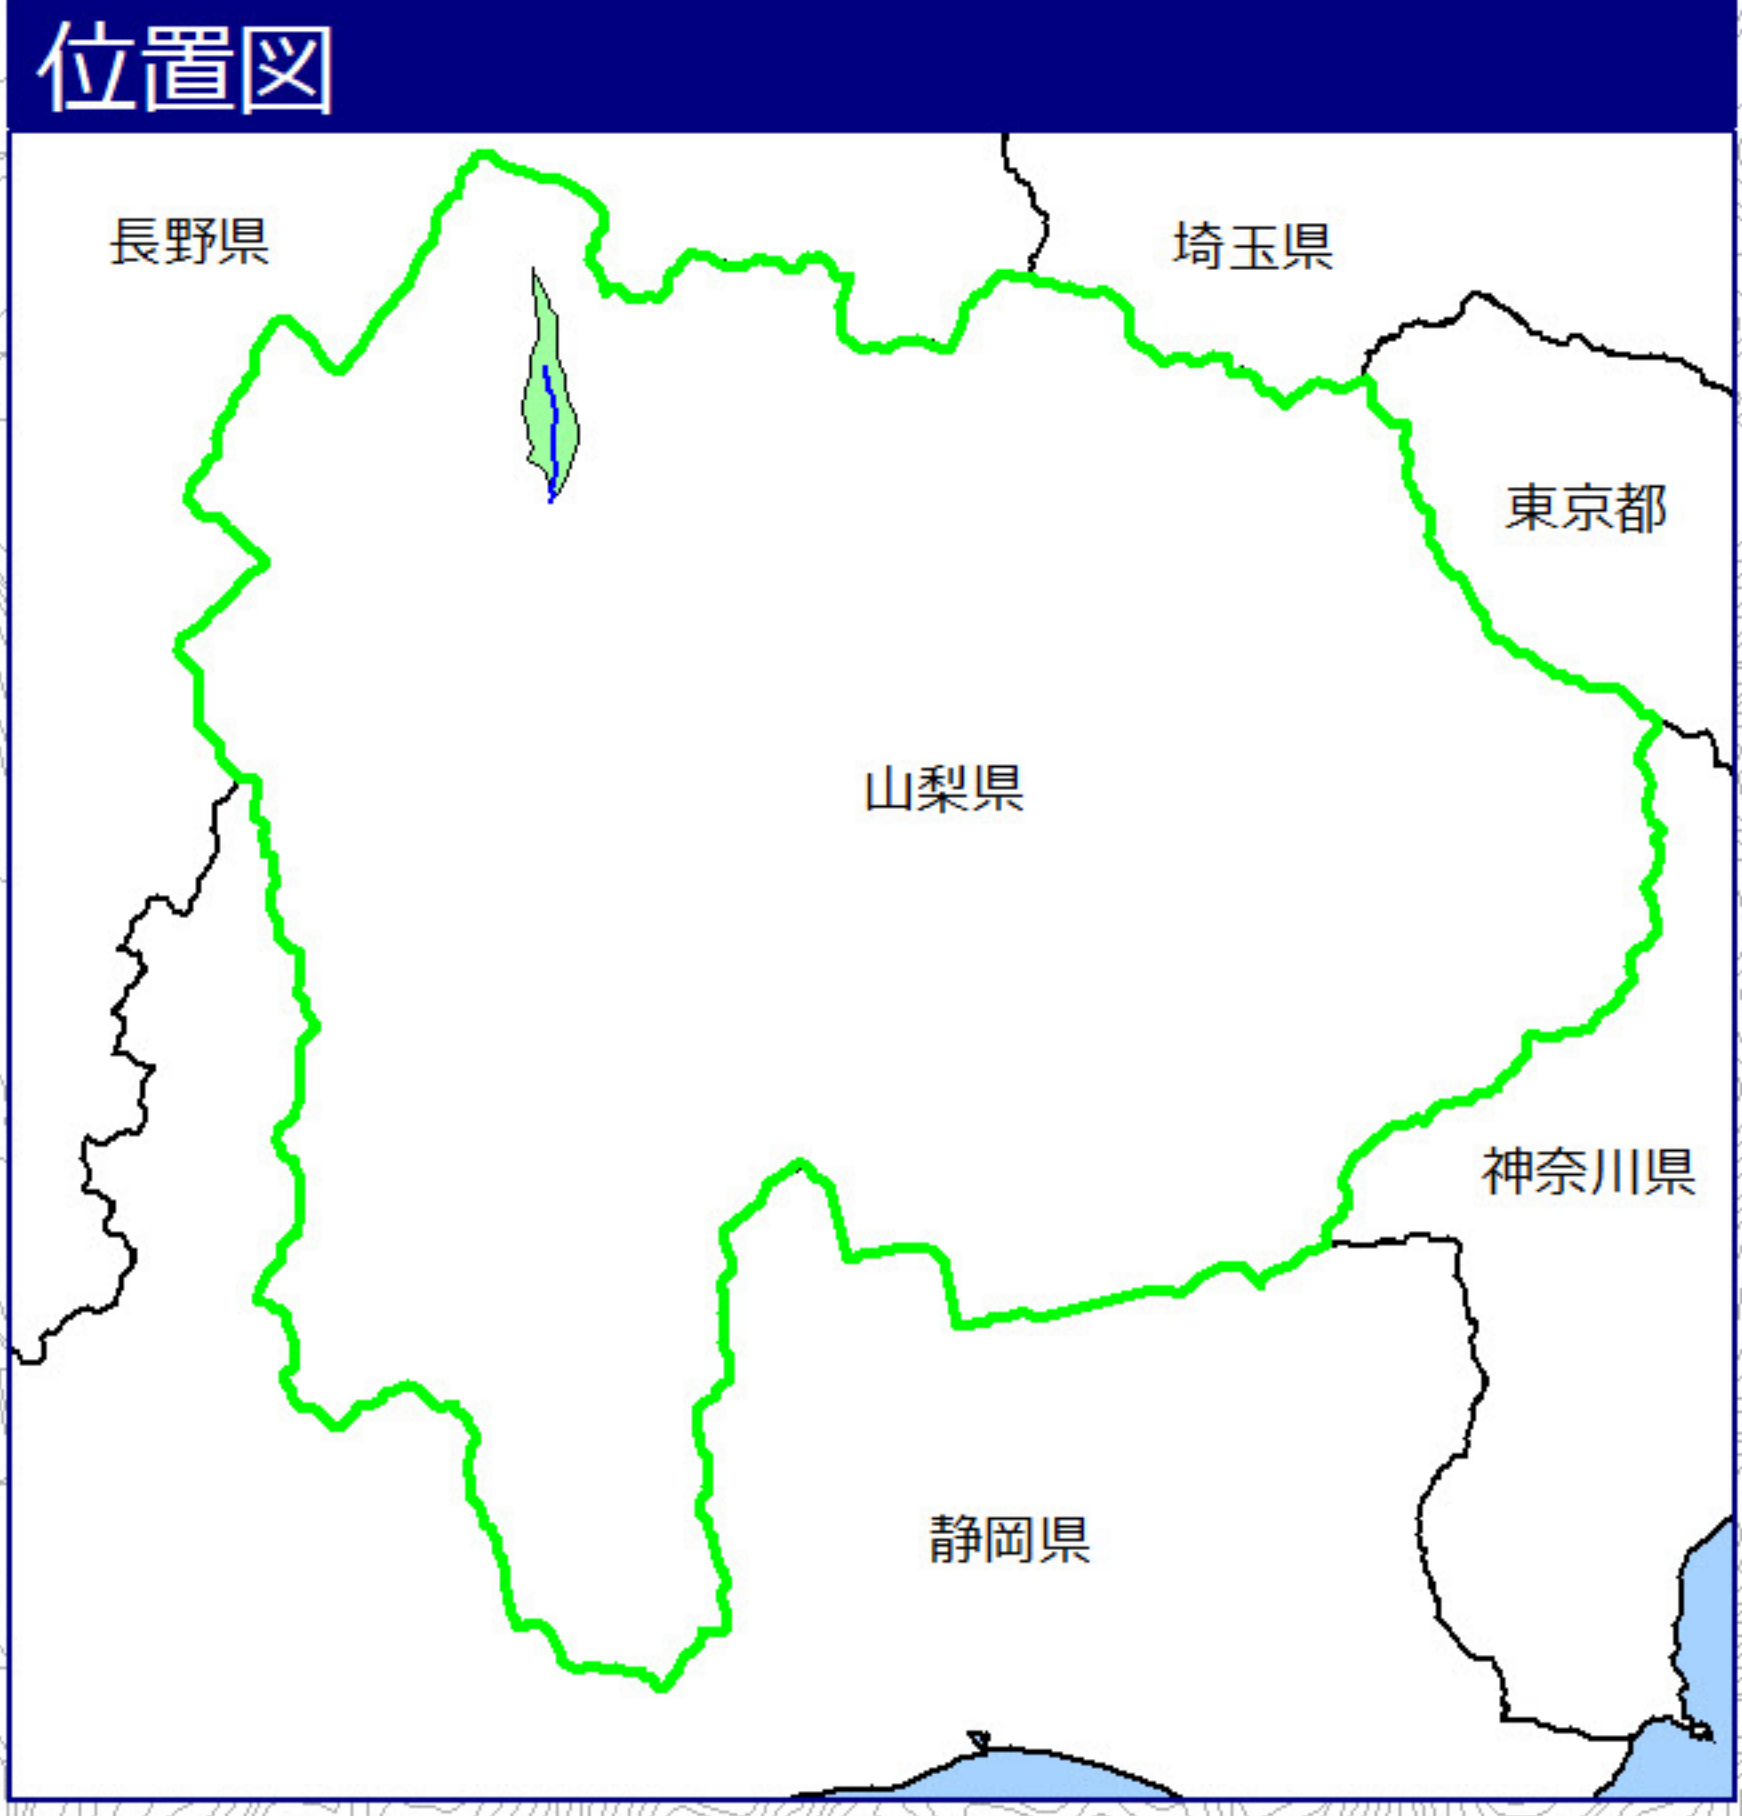 位置図
長野県
埼玉県
東京都
山梨県
神奈川県
静岡県